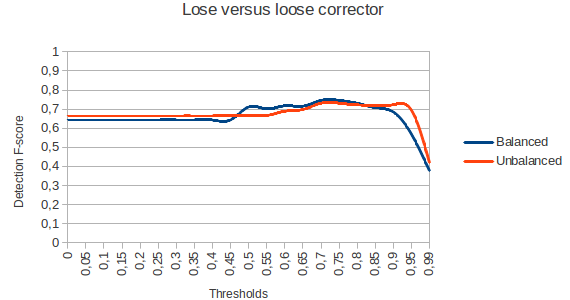 Lose versus loose corrector
1
0,9
0,8
0,7
0,6
0,5
0,4
0,3
0,2
0,1
0
Detection F-score
0 0,05 0,1 0,15 0,2 0,25 0,3 0,35 0,4 0,45 0,5 0,55 0,6 0,65 0,7 0,75 0,8 0,85 0,9 0,95 0,99
Thresholds
Balanced
Unbalanced